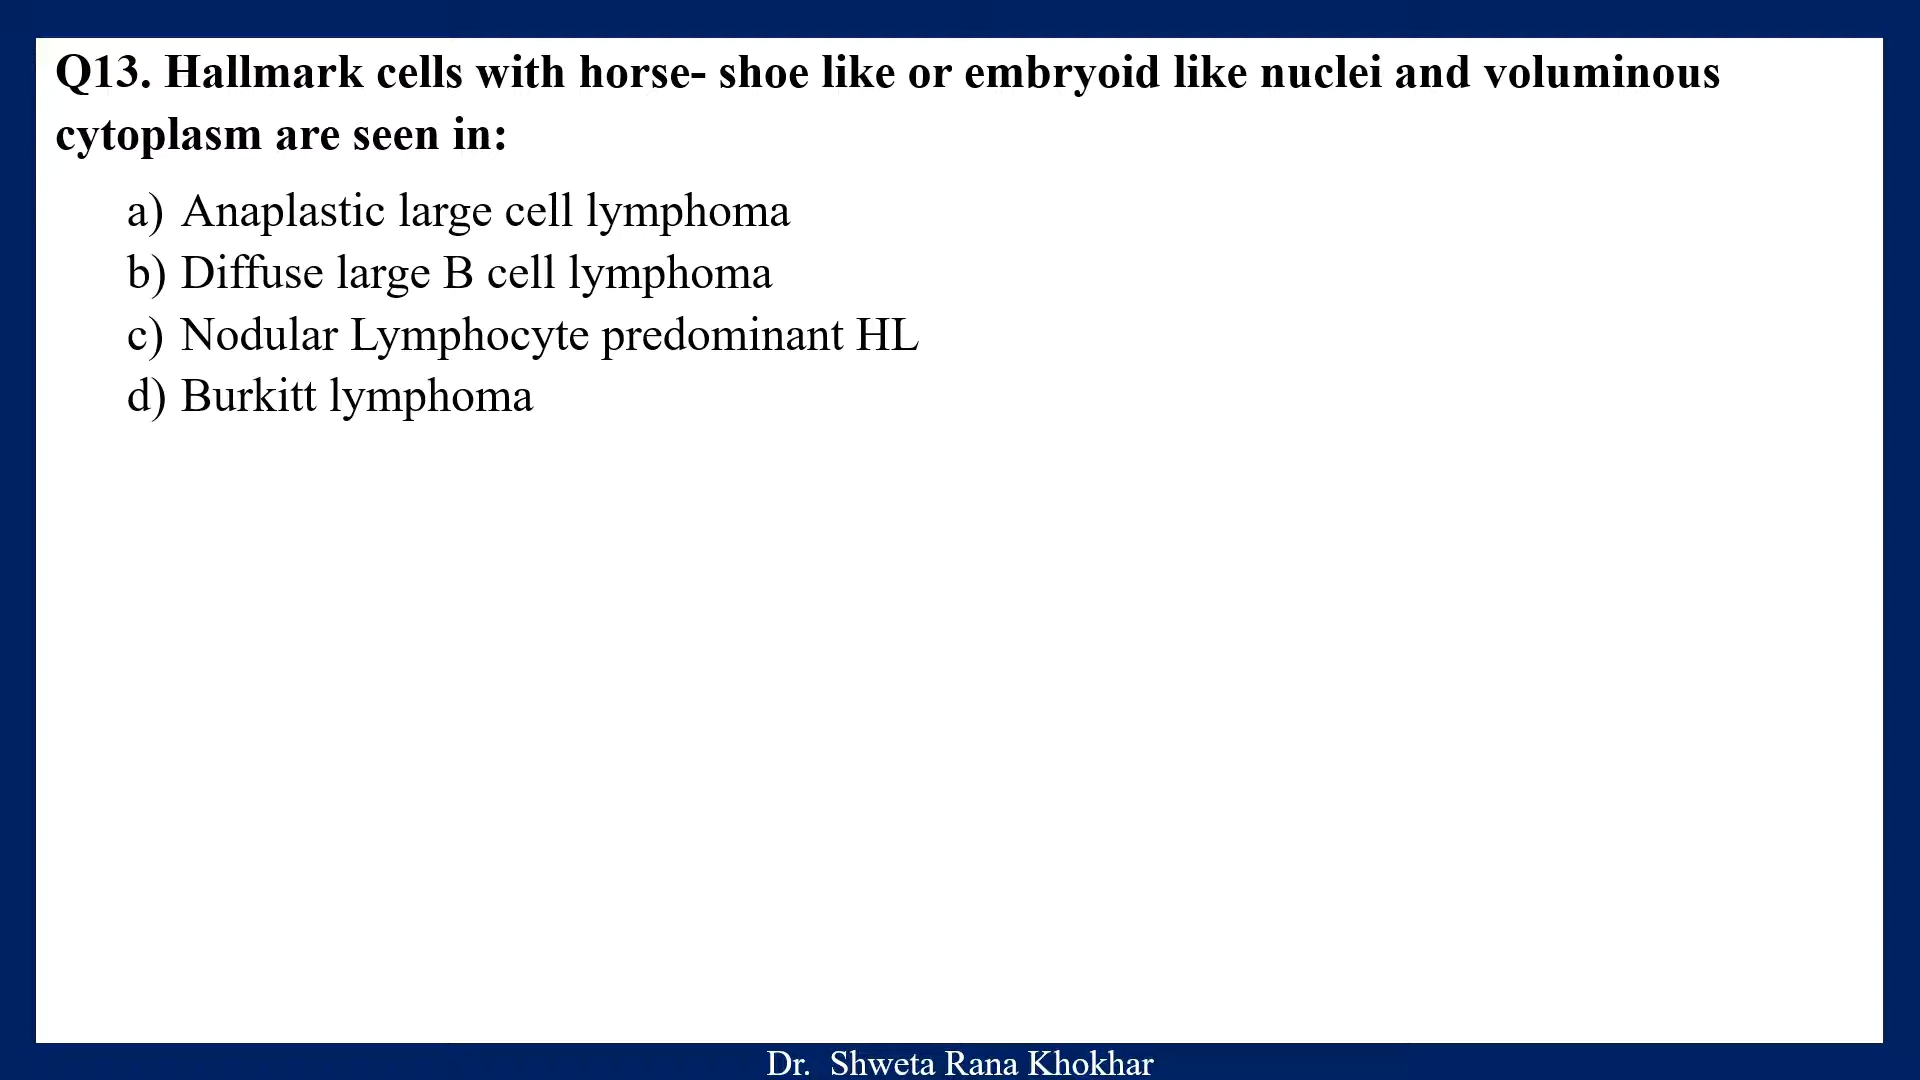 Q13. Hallmark cells with horse- shoe like or embryoid like nuclei and voluminous
cytoplasm are seen in:
a) Anaplastic large cell lymphoma
b) Diffuse large B cell lymphoma
c) Nodular Lymphocyte predominant HL
d) Burkitt lymphoma
Dr. Shweta Rana Khokhar